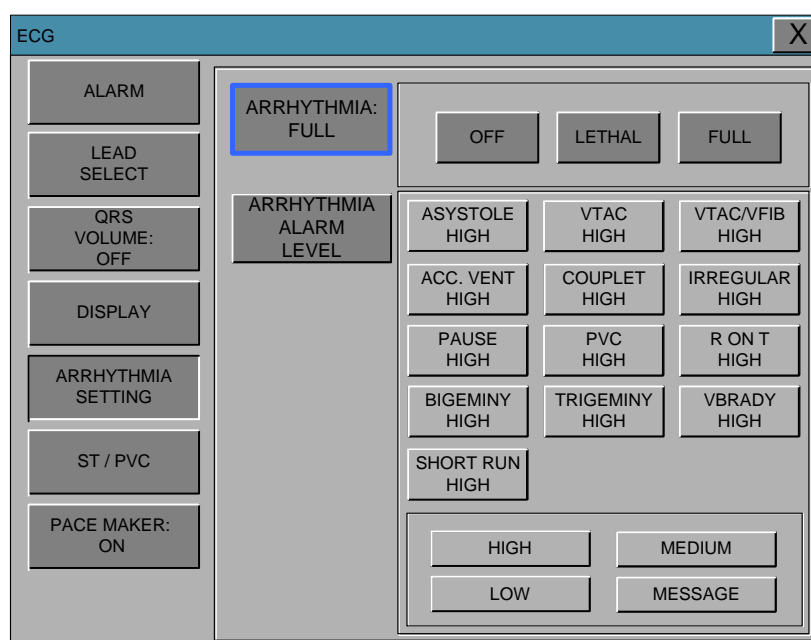 ECG
X
ALARM
LEAD
SELECT
QRS
VOLUME:
OFF
DISPLAY
ARRHYTHMIA
SETTING
ST / PVC
PACE MAKER:
ON
ARRHYTHMIA:
FULL
OFF
LETHAL
FULL
ARRHYTHMIA
ALARM
LEVEL
ASYSTOLE
HIGH
VTAC
HIGH
VTAC/VFIB
HIGH
ACC. VENT
HIGH
COUPLET
HIGH
IRREGULAR
HIGH
PAUSE
HIGH
PVC
HIGH
R ON T
HIGH
BIGEMINY
HIGH
TRIGEMINY
HIGH
VBRADY
HIGH
SHORT RUN
HIGH
HIGH
MEDIUM
LOW
MESSAGE